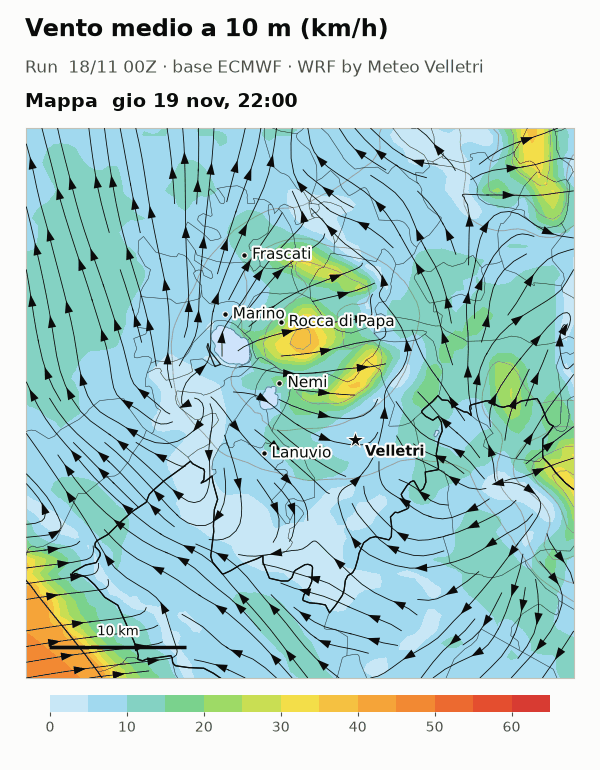 Vento medio a 10 m (km/h)
Run 18/11 00Z · base ECMWF · WRF by Meteo Velletri
Mappa gio 19 nov, 22:00
Frascati
Marino
Rocca di Papa
Nemi
Velletri
Lanuvio
10 km
0 10 20 30 40 50 60